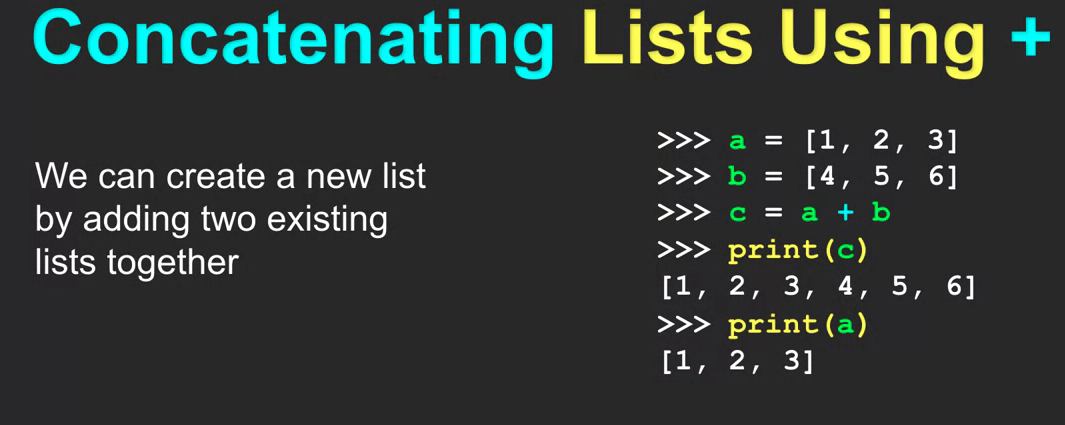 Concatenating Lists Using +
We can create a new list
by adding two existing
lists together
>>> a = [1, 2, 3]
>>> b = [4, 5, 6]
>>> c = a + b
>>> print(c)
[1, 2, 3, 4, 5, 6]
>>> print(a)
[1, 2, 3]